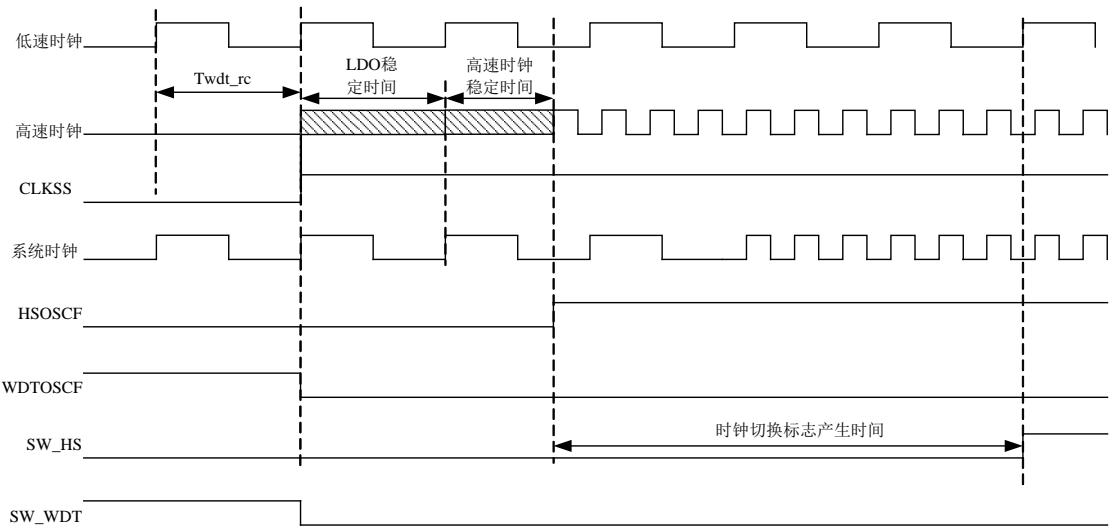 低速时钟
Twdt_rc
LDO稳
定时间
高速时钟
稳定时间
高速时钟
CLKSS
系统时钟
HSOSCF
WDTOSCF
SW_HS
时钟切换标志产生时间
SW_WDT